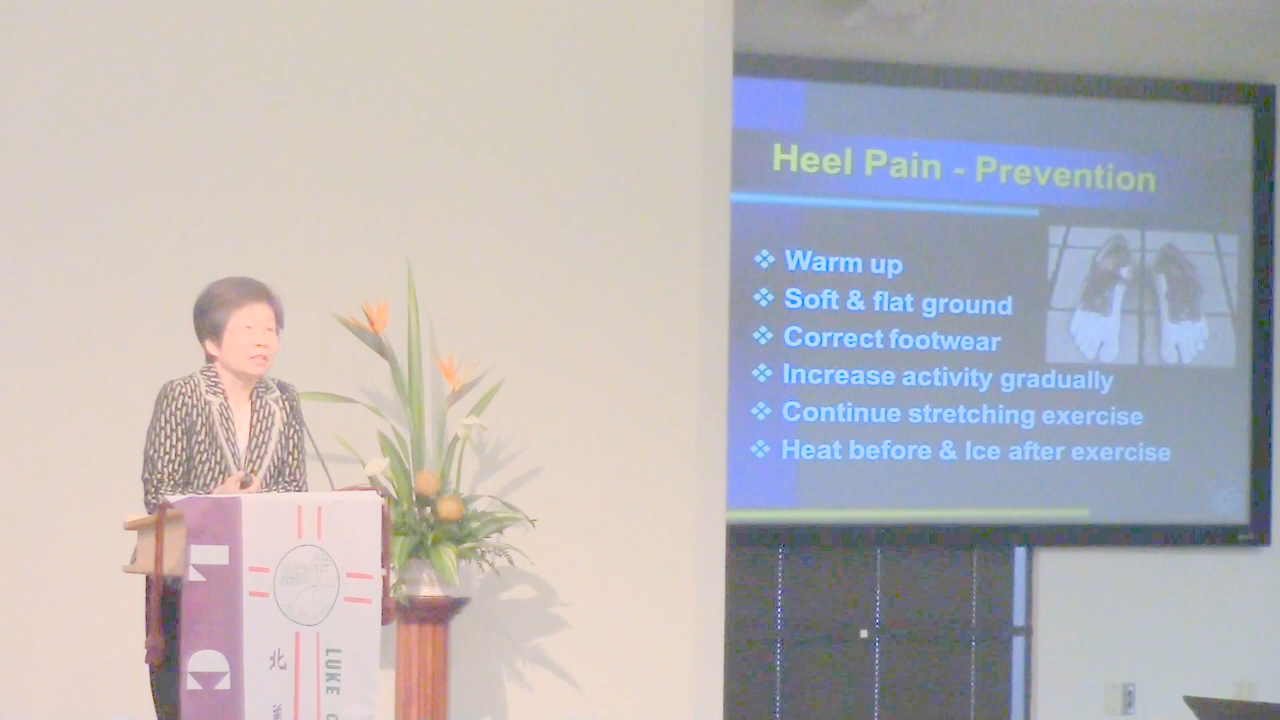 Heel Pain - Prevention
Warm up
Soft & flat ground
Correct footwear
Increase activity gradually
Continue stretching exercise
Heat before & Ice after exercise
北
LUKE